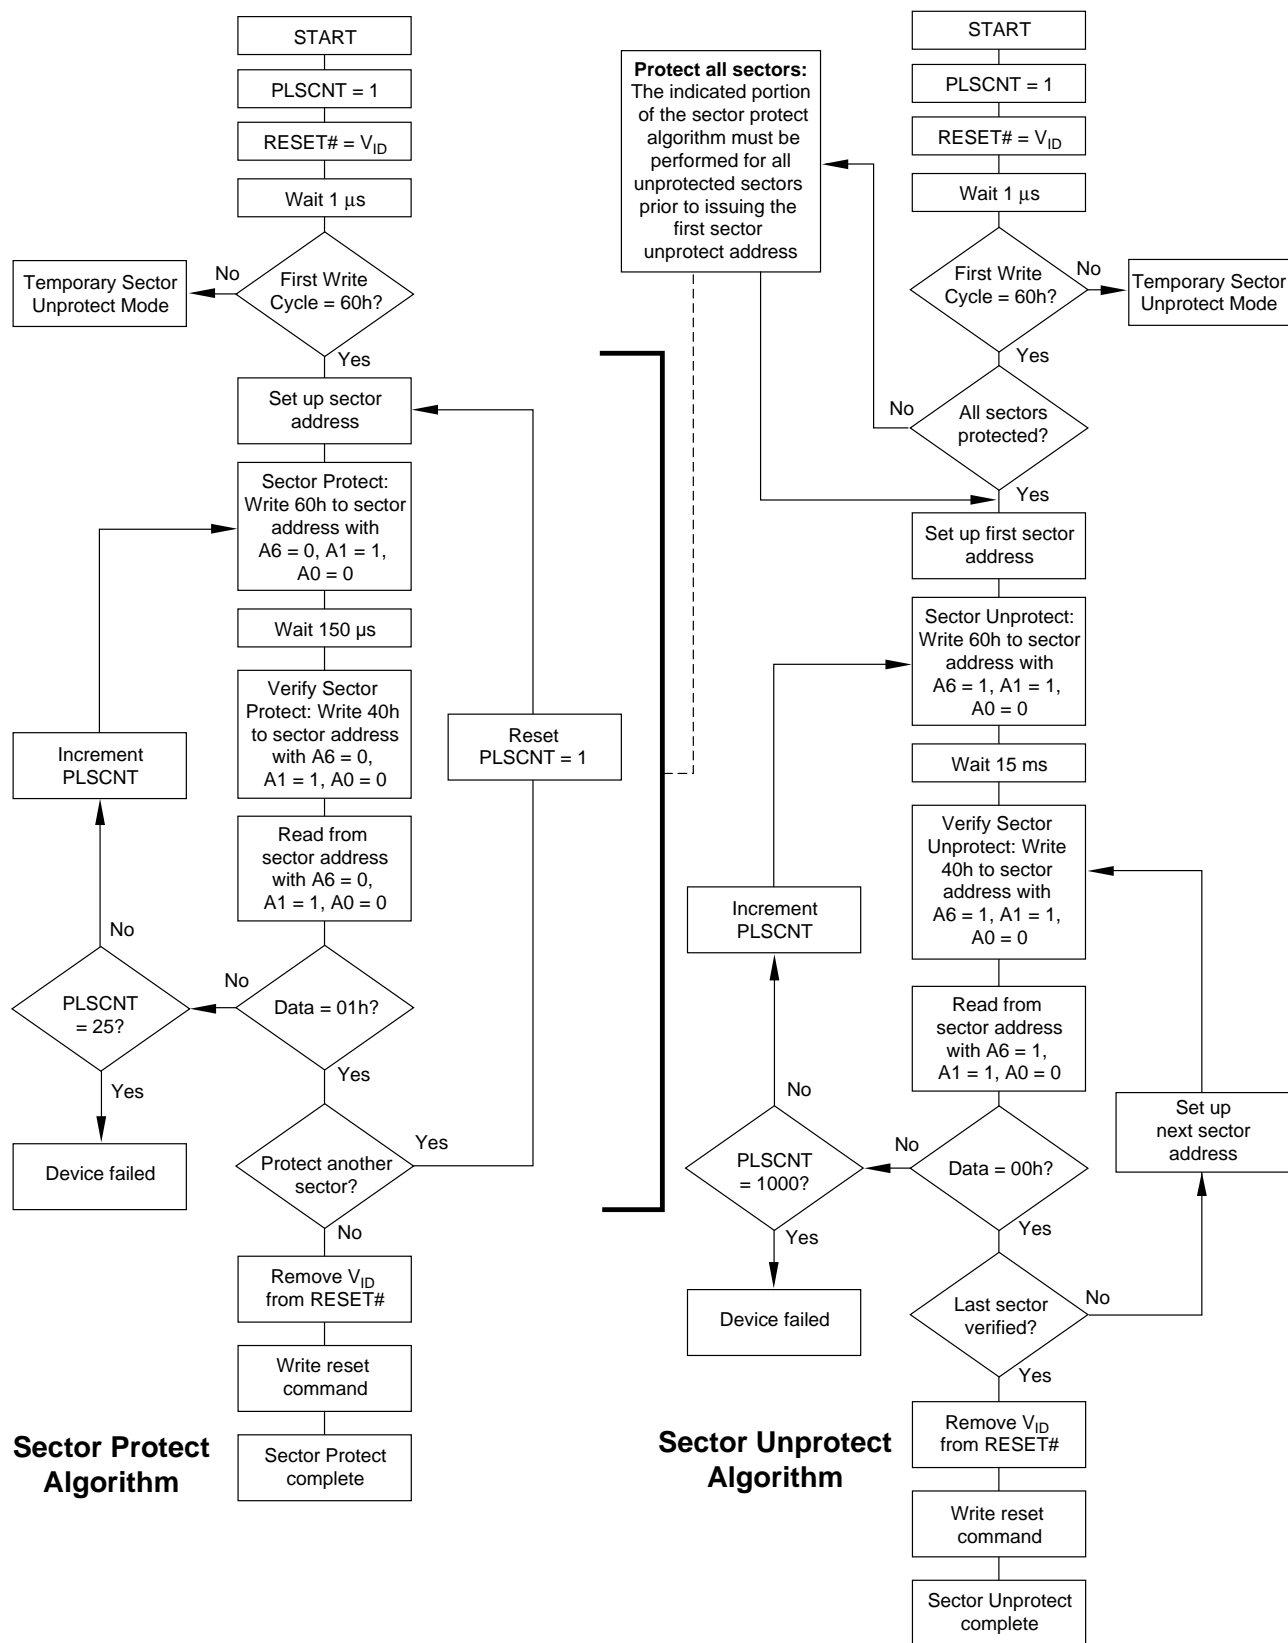 START
PLSCNT = 1
RESET# = VID
Wait 1 μs
First Write
Cycle = 60h?
No
Temporary Sector
Unprotect Mode
Yes
Set up sector
address
Sector Protect:
Write 60h to sector
address with
A6 = 0, A1 = 1,
A0 = 0
Wait 150 µs
Verify Sector
Protect: Write 40h
to sector address
with A6 = 0,
A1 = 1, A0 = 0
Increment
PLSCNT
Reset
PLSCNT = 1
Read from
sector address
with A6 = 0,
A1 = 1, A0 = 0
No
No
PLSCNT
= 25?
Data = 01h?
Yes
Yes
Device failed
Protect another
sector?
Yes
No
Remove VID
from RESET#
Write reset
command
Sector Protect
complete
Sector Protect
Algorithm
Protect all sectors:
The indicated portion
of the sector protect
algorithm must be
performed for all
unprotected sectors
prior to issuing the
first sector
unprotect address
START
PLSCNT = 1
RESET# = VID
Wait 1 μs
First Write
Cycle = 60h?
No
Temporary Sector
Unprotect Mode
Yes
No
All sectors
protected?
Yes
Set up first sector
address
Sector Unprotect:
Write 60h to sector
address with
A6 = 1, A1 = 1,
A0 = 0
Wait 15 ms
Verify Sector
Unprotect: Write
40h to sector
address with
A6 = 1, A1 = 1,
A0 = 0
Increment
PLSCNT
Read from
sector address
with A6 = 1,
A1 = 1, A0 = 0
No
No
PLSCNT
= 1000?
Data = 00h?
Set up
next sector
address
Yes
Yes
Device failed
Last sector
verified?
No
Yes
Remove VID
from RESET#
Write reset
command
Sector Unprotect
complete
Sector Unprotect
Algorithm